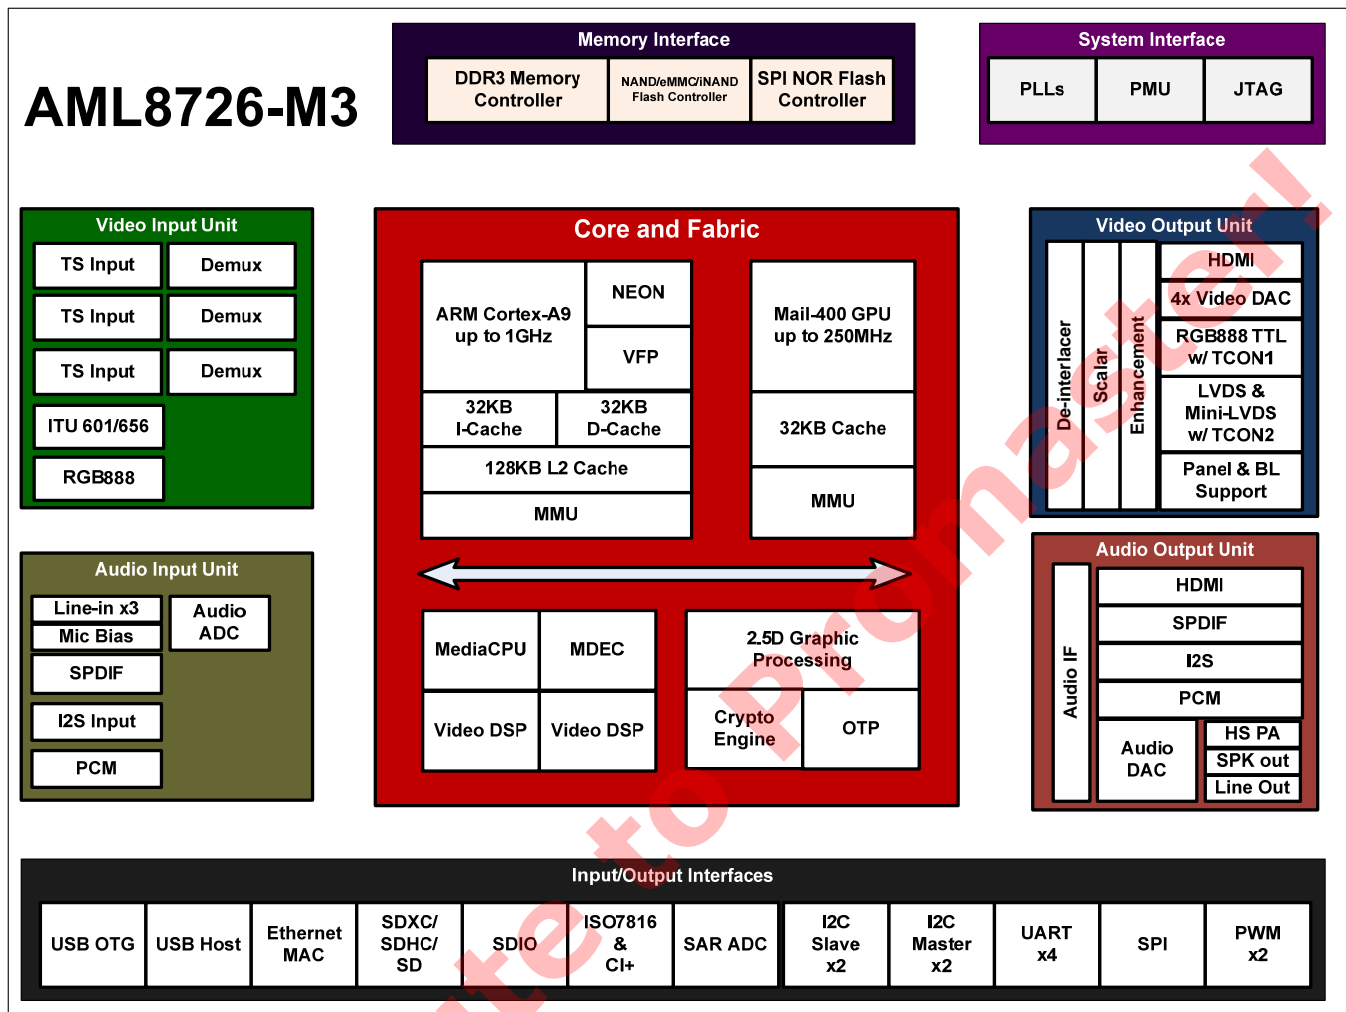 AML8726-M3
Memory Interface
DDR3 Memory
Controller
NAND/eMMC/iNAND
Flash Controller
SPI NOR Flash
Controller
System Interface
PLLs
PMU
JTAG
Video Input Unit
TS Input
Demux
TS Input
Demux
TS Input
Demux
ITU 601/656
RGB888
Core and Fabric
ARM Cortex-A9
up to 1GHz
NEON
VFP
32KB
I-Cache
32KB
D-Cache
128KB L2 Cache
MMU
Mail-400 GPU
up to 250MHz
32KB Cache
MMU
MediaCPU
MDEC
Video DSP
Video DSP
2.5D Graphic
Processing
Crypto
Engine
OTP
Video Output Unit
De-interlacer
Scalar
Enhancement
HDMI
4x Video DAC
RGB888 TTL
w/ TCON1
LVDS &
Mini-LVDS
w/ TCON2
Panel & BL
Support
Audio Input Unit
Line-in x3
Mic Bias
Audio
ADC
SPDIF
I2S Input
PCM
Audio Output Unit
Audio IF
HDMI
SPDIF
I2S
PCM
Audio
DAC
HS PA
SPK out
Line Out
Input/Output Interfaces
USB OTG
USB Host
Ethernet
MAC
SDXC/
SDHC/
SD
SDIO
ISO7816
&
CI+
SAR ADC
I2C
Slave
x2
I2C
Master
x2
UART
x4
SPI
PWM
x2
to Promaster!